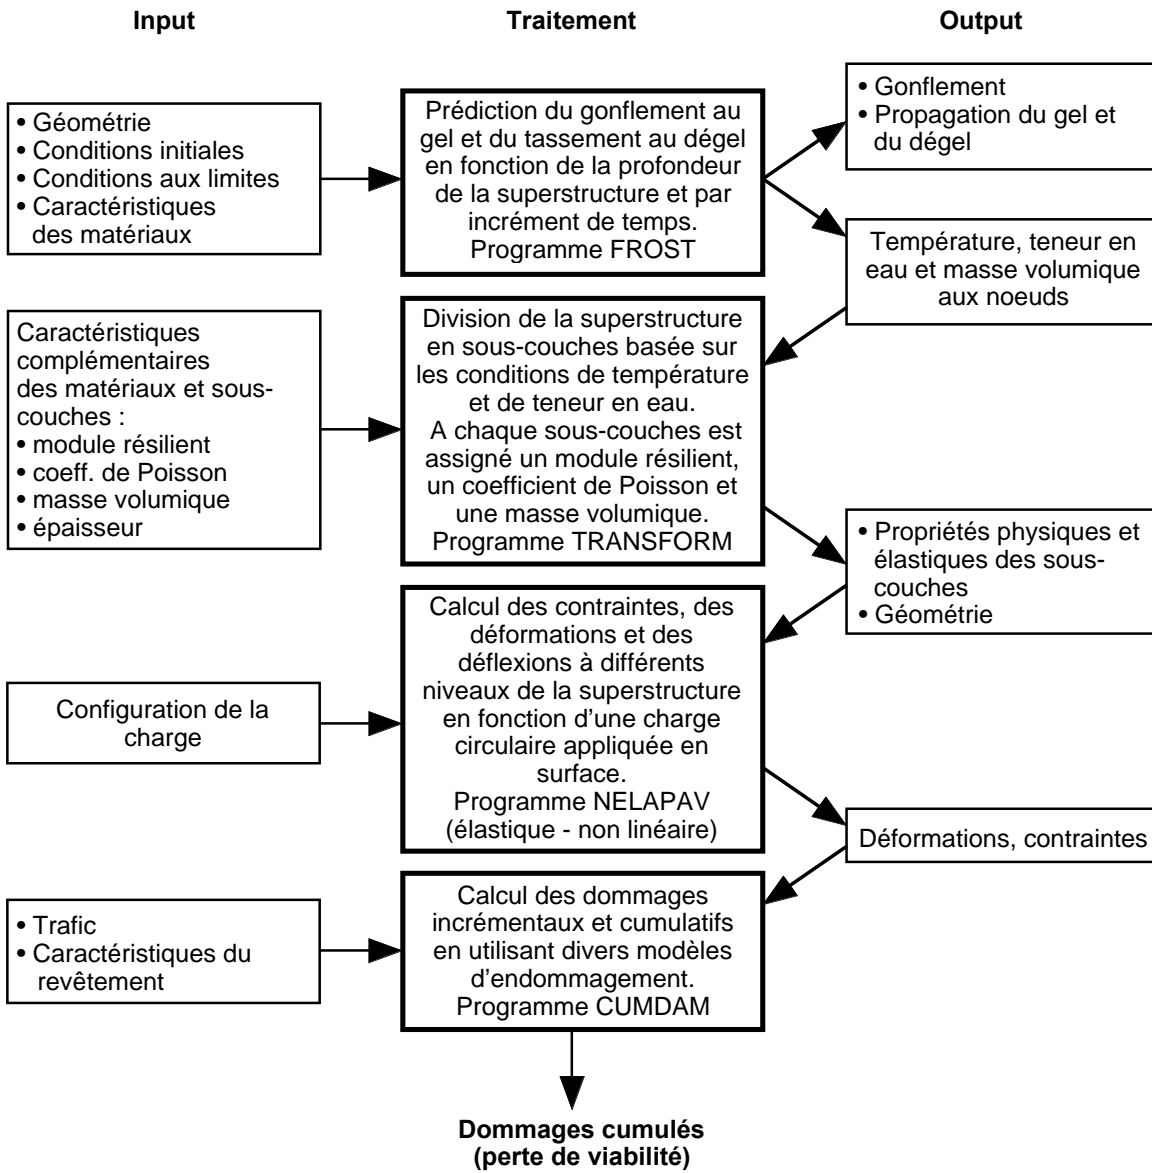 Input
Traitement
Output
• Géométrie
• Conditions initiales
• Conditions aux limites
• Caractéristiques
des matériaux
Prédiction du gonflement au
gel et du tassement au dégel
en fonction de la profondeur
de la superstructure et par
incrément de temps.
Programme FROST
• Gonflement
• Propagation du gel et
du dégel
Température, teneur en
eau et masse volumique
aux noeuds
Caractéristiques
complémentaires
des matériaux et sous-
couches :
• module résilient
• coeff. de Poisson
• masse volumique
• épaisseur
Division de la superstructure
en sous-couches basée sur
les conditions de température
et de teneur en eau.
A chaque sous-couches est
assigné un module résilient,
un coefficient de Poisson et
une masse volumique.
Programme TRANSFORM
• Propriétés physiques et
élastiques des sous-
couches
• Géométrie
Configuration de la
charge
Calcul des contraintes, des
déformations et des
déflexions à différents
niveaux de la superstructure
en fonction d’une charge
circulaire appliquée en
surface.
Programme NELAPAV
(élastique - non linéaire)
Déformations, contraintes
• Trafic
• Caractéristiques du
revêtement
Calcul des dommages
incrémentaux et cumulatifs
en utilisant divers modèles
d’endommagement.
Programme CUMDAM
Dommages cumulés
(perte de viabilité)